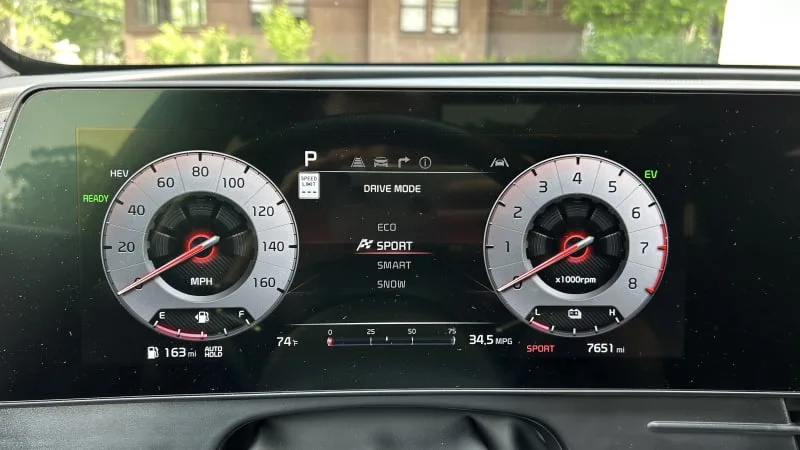 P
SPEED
LIMIT
---
DRIVE MODE
ECO
SPORT
SMART
SNOW
HEV
READY
0
20
40
60
80
100
120
140
160
MPH
E
F
163 mi
AUTO
HOLD
74°F
0
25
50
75
34.5 MPG
EV
0
1
2
3
4
5
6
7
8
x1000rpm
L
H
SPORT
7651 mi